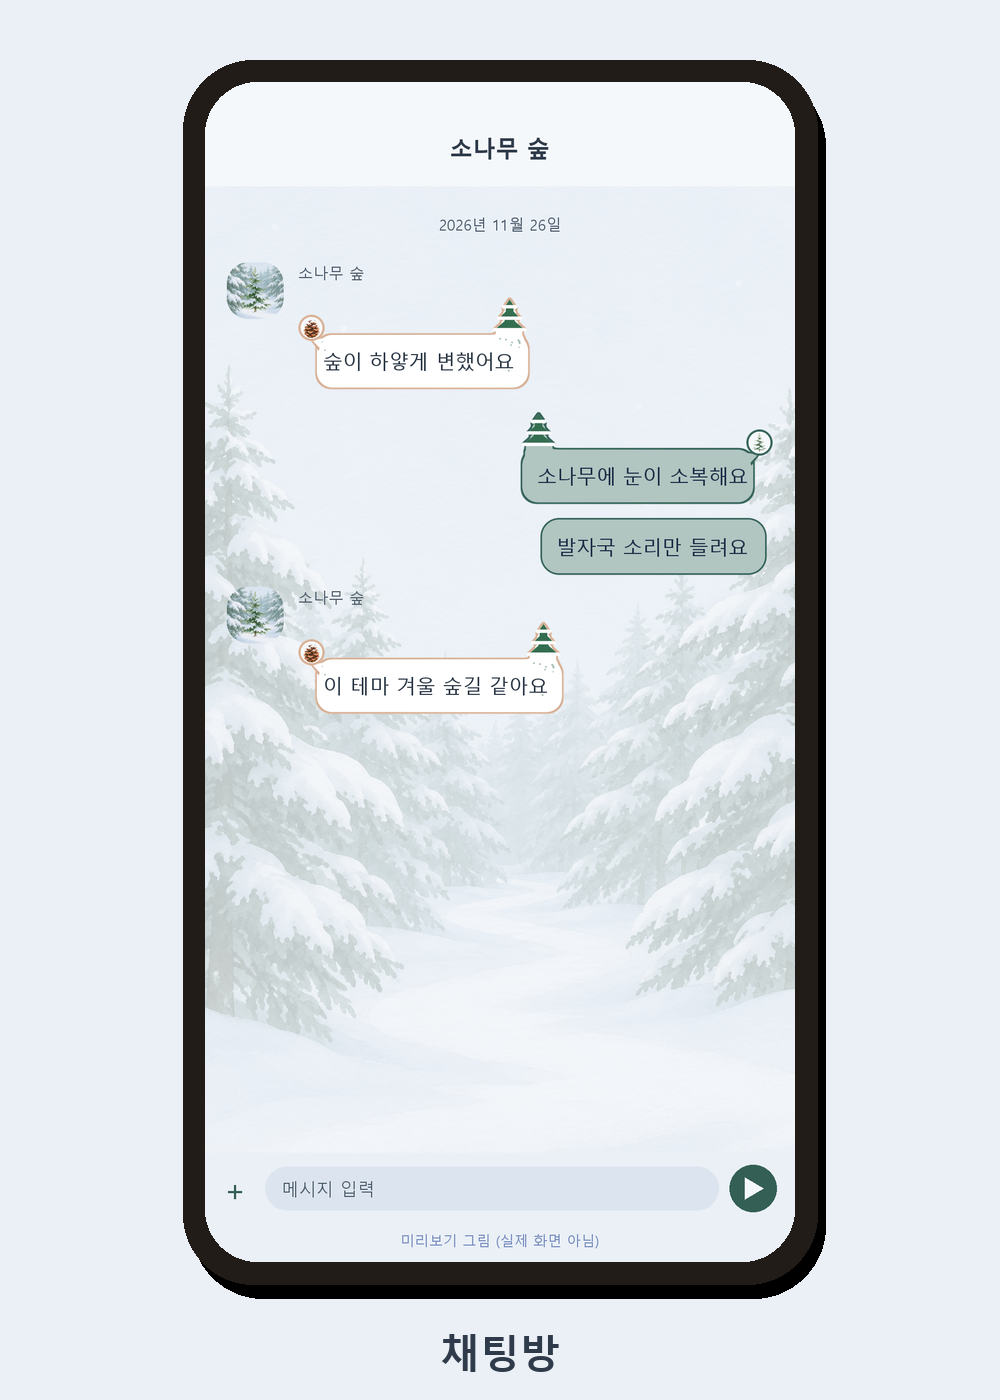 소나무 숲
2026년 11월 26일
소나무 숲
숲이 하얗게 변했어요
소나무에 눈이 소복해요
발자국 소리만 들려요
소나무 숲
이 테마 겨울 숲길 같아요
+
메시지 입력
미리보기 그림 (실제 화면 아님)
채팅방